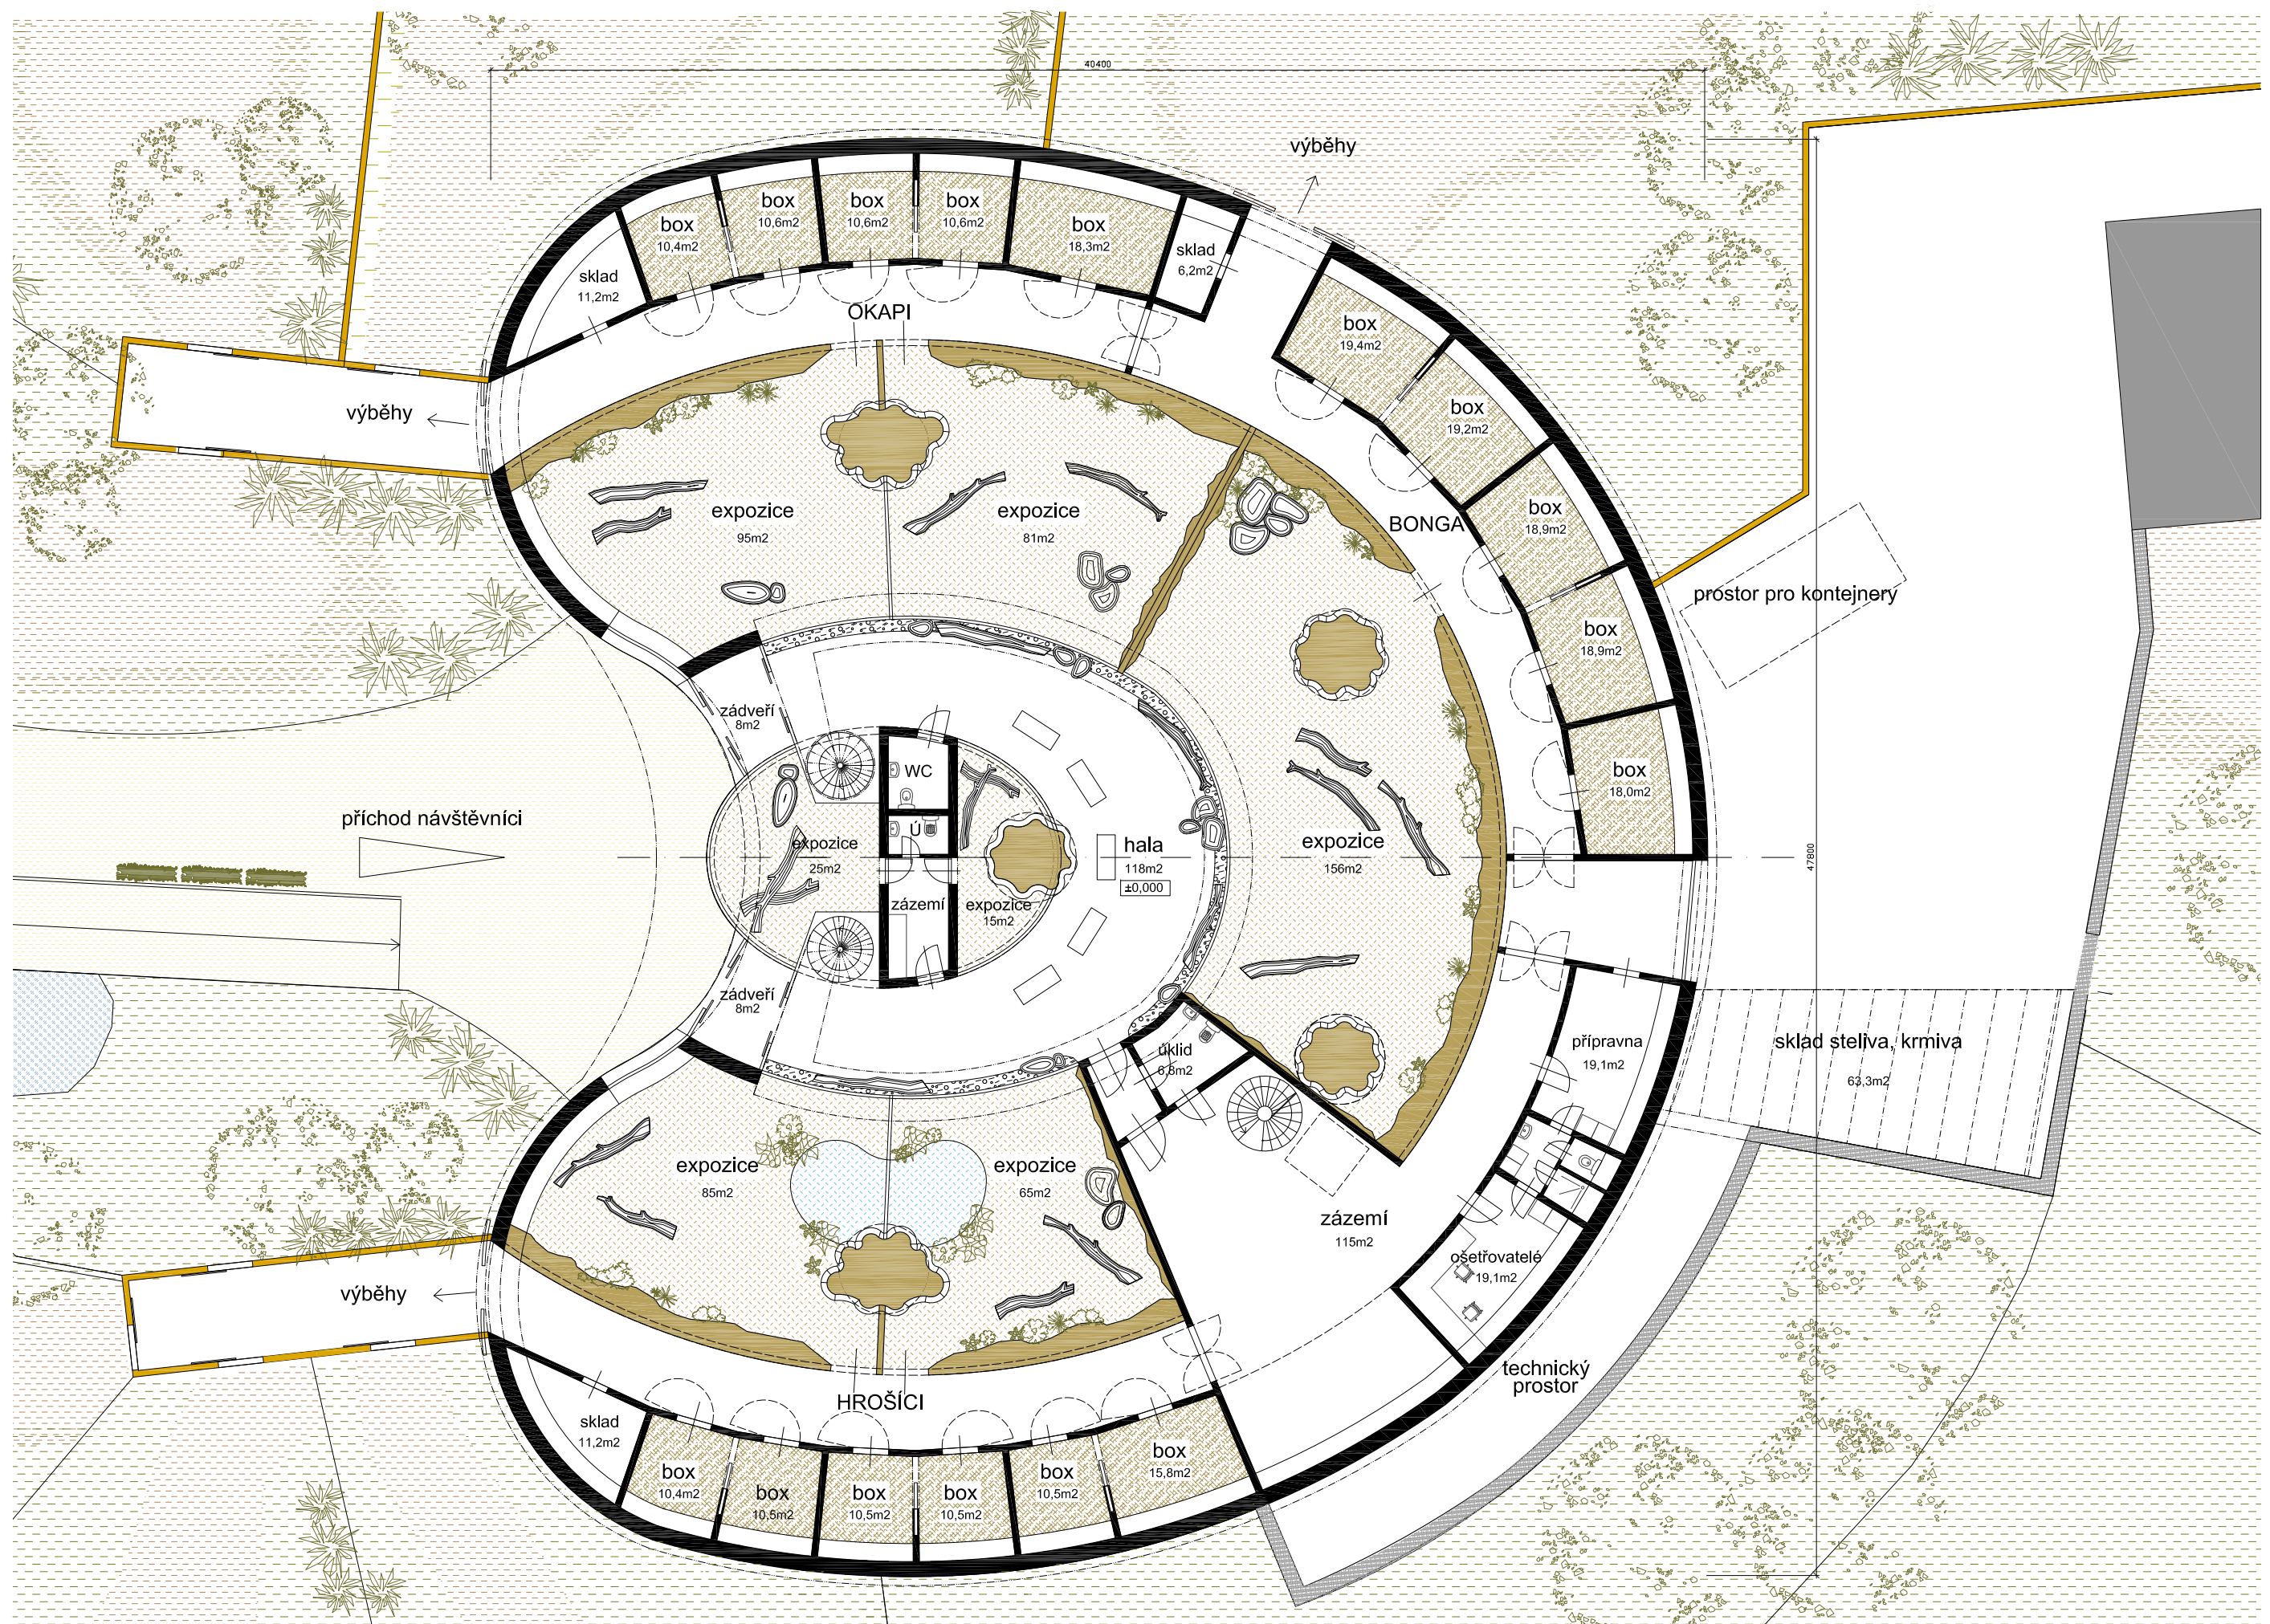 40400
výběhy
box
10,4m2
box
10,6m2
box
10,6m2
box
10,6m2
box
18,3m2
sklad
6,2m2
sklad
11,2m2
OKAPI
box
19,4m2
box
19,2m2
box
18,9m2
box
18,9m2
box
18,0m2
BONGA
výběhy
expozice
95m2
expozice
81m2
prostor pro kontejnery
zádveří
8m2
WC
Ú
příchod návštěvníci
expozice
25m2
hala
118m2
±0,000
expozice
156m2
47800
zázemí
expozice
15m2
zádveří
8m2
úklid
6,8m2
přípravna
19,1m2
sklad steliva, krmiva
63,3m2
expozice
85m2
expozice
65m2
zázemí
115m2
ošetřovatelé
19,1m2
výběhy
technický
prostor
HROŠÍCI
sklad
11,2m2
box
10,4m2
box
10,5m2
box
10,5m2
box
10,5m2
box
10,5m2
box
15,8m2